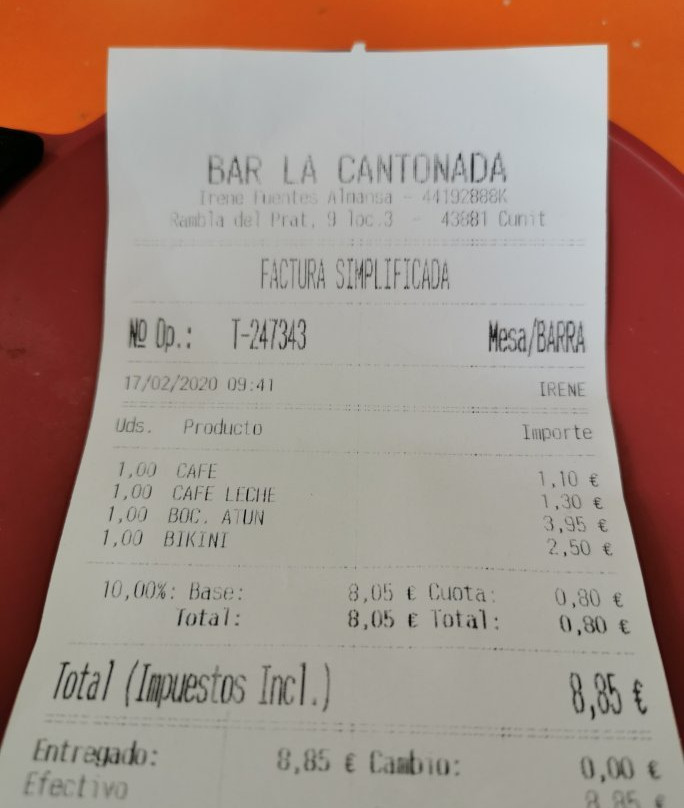 BAR LA CANTONADA
Irene Fuentes Almansa - 44192888K
Rambla del Prat, 9 loc.3 - 43881 Cunit
FACTURA SIMPLIFICADA
Nº Op.: T-247343 Mesa/BARRA
17/02/2020 09:41 IRENE
Uds. Producto Importe
1,00 CAFE 1,10 €
1,00 CAFE LECHE 1,30 €
1,00 BOC. ATUN 3,95 €
1,00 BIKINI 2,50 €
10,00%: Base: 8,05 € Cuota: 0,80 €
Total: 8,05 € Total: 0,80 €
Total (Impuestos Incl.) 8,85 €
Entregado: 8,85 € Cambio: 0,00 €
Efectivo 8,85 €